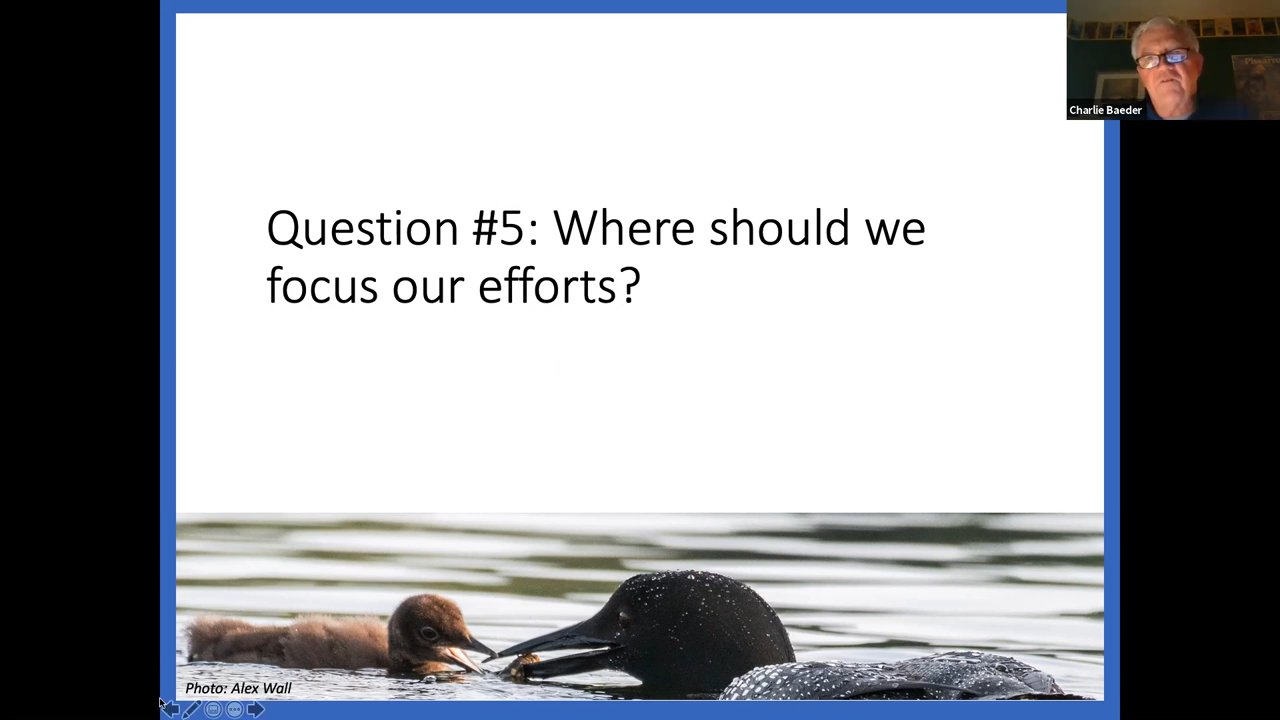 Question #5: Where should we
focus our efforts?
Charlie Baeder
Photo: Alex Wall